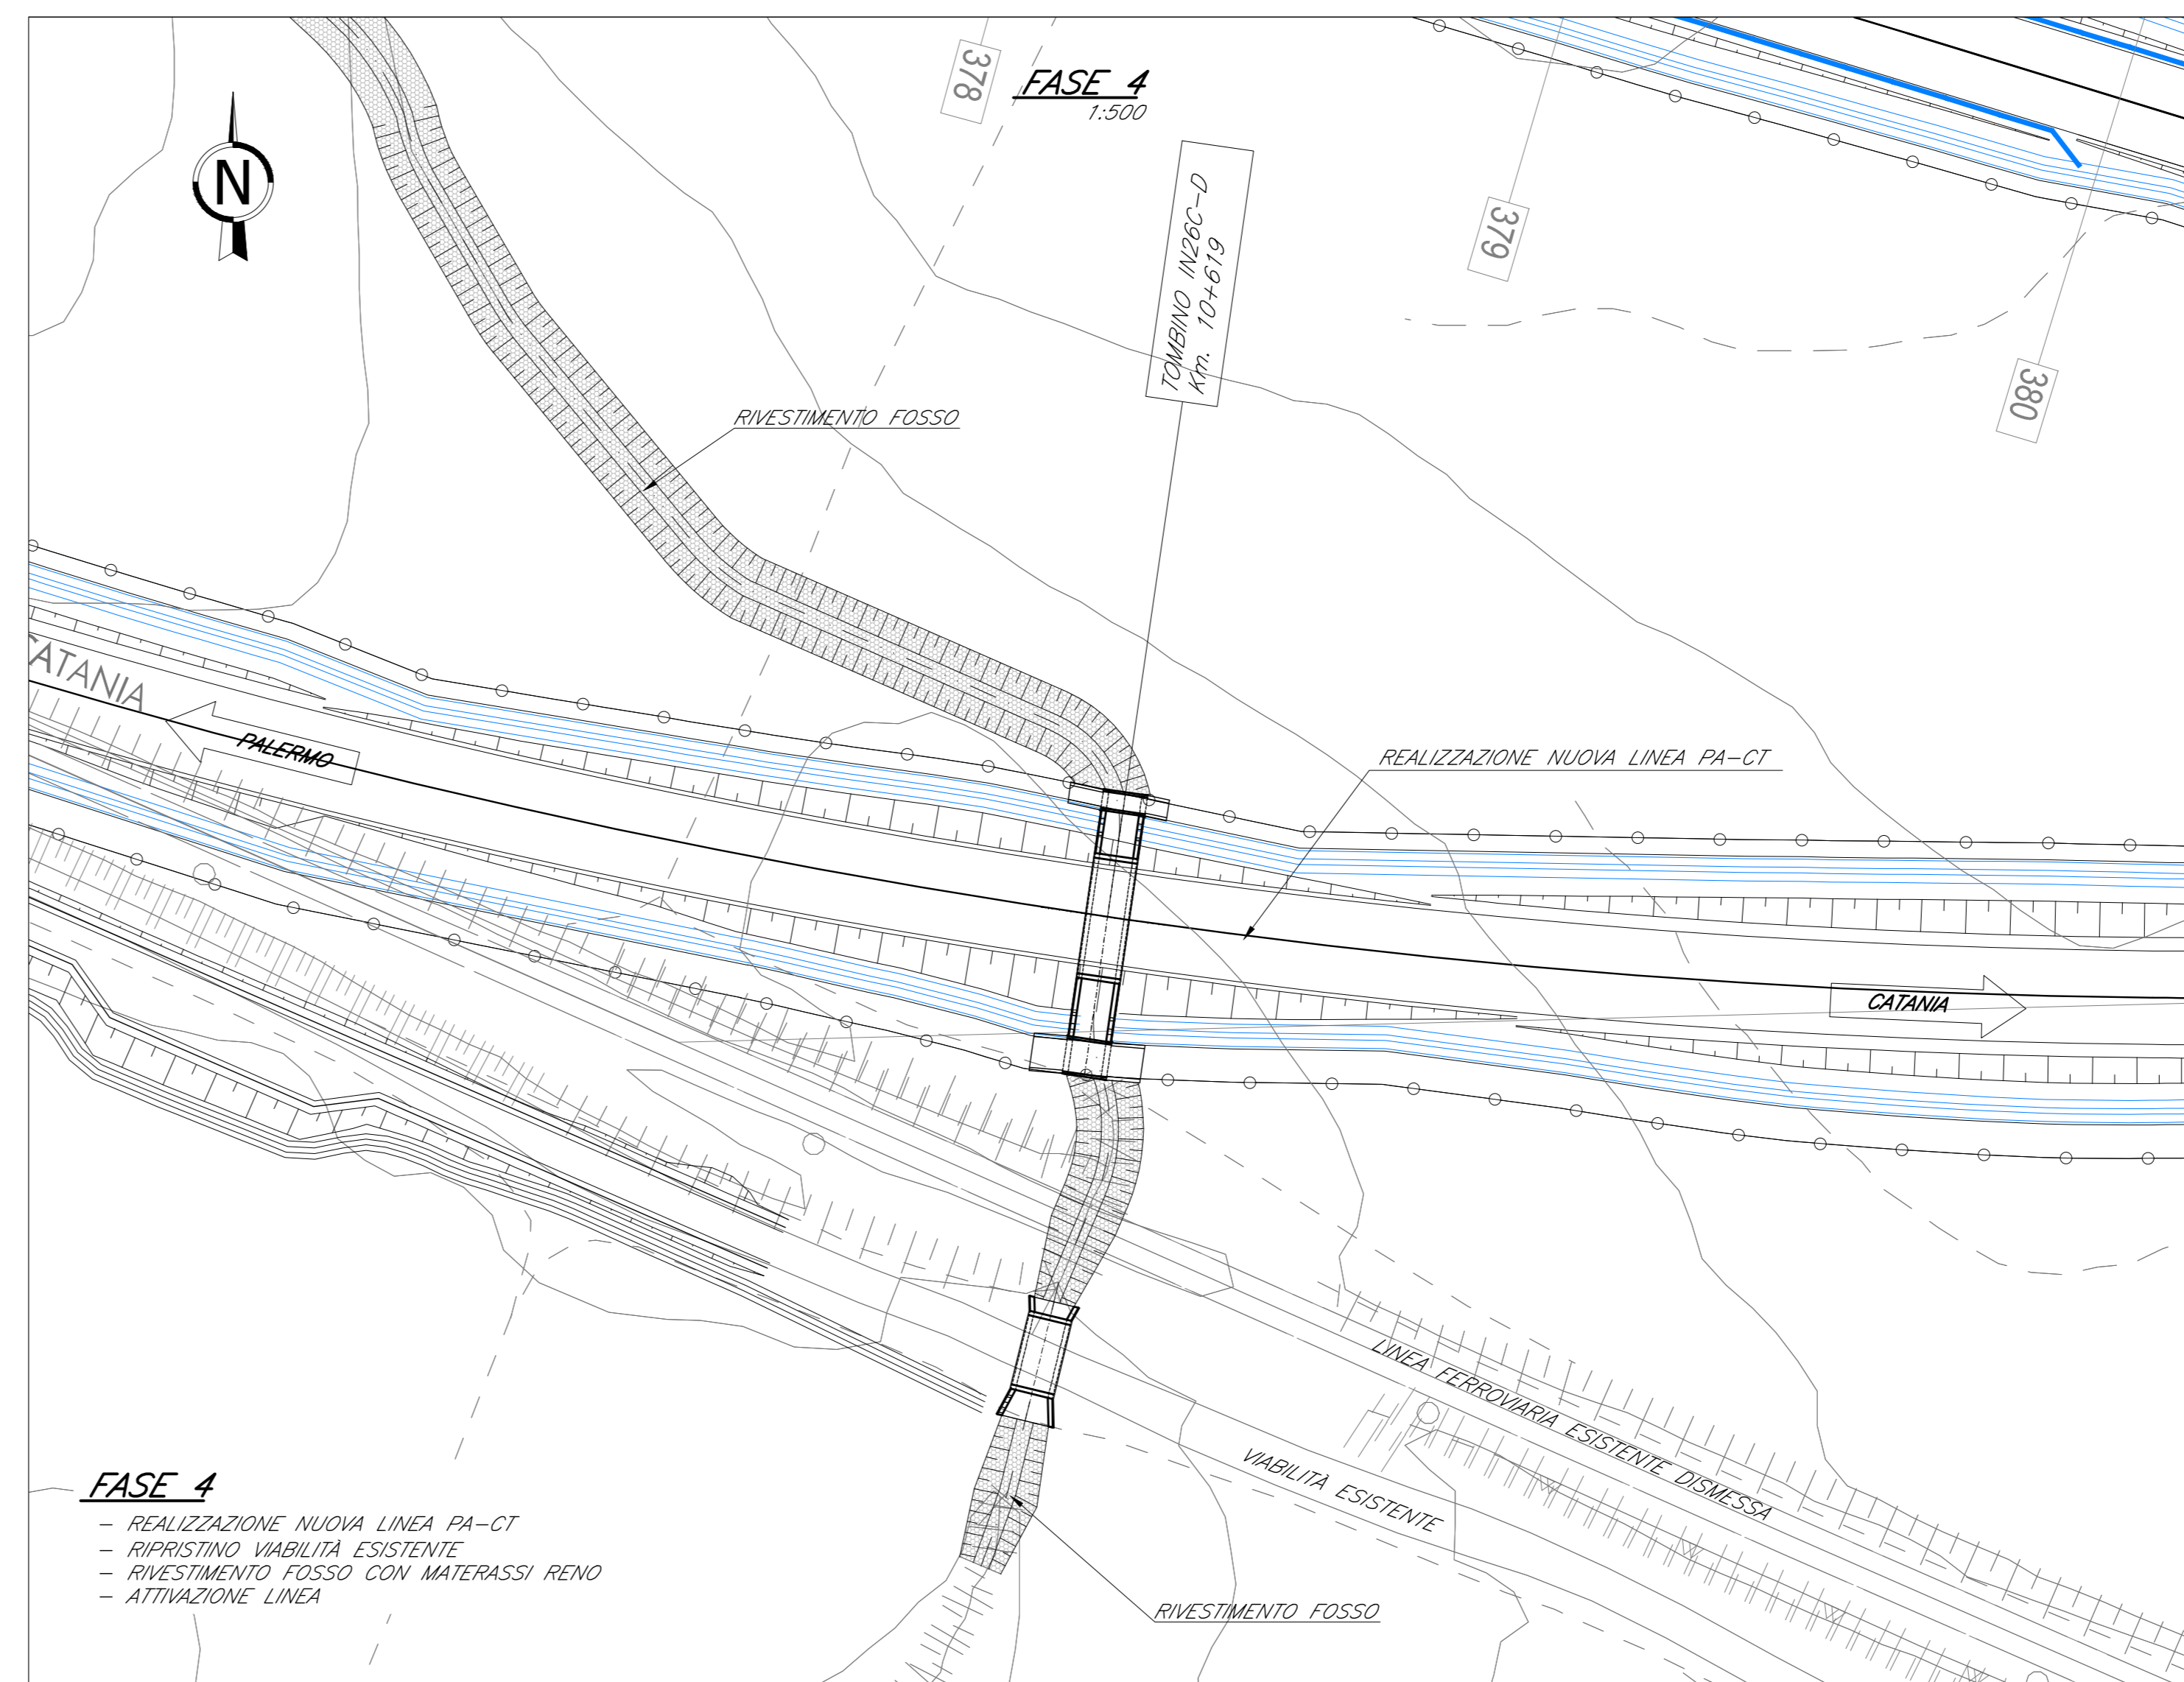 378
FASE 4
1:500
N
TOMBINO IN26C-D
Km. 10+619
379
380
RIVESTIMENTO FOSSO
CATANIA
PALERMO
REALIZZAZIONE NUOVA LINEA PA-CT
CATANIA
LINEA FERROVIARIA ESISTENTE DISMESSA
VIABILITÀ ESISTENTE
FASE 4
- REALIZZAZIONE NUOVA LINEA PA-CT
- RIPRISTINO VIABILITÀ ESISTENTE
- RIVESTIMENTO FOSSO CON MATERASSI RENO
- ATTIVAZIONE LINEA
RIVESTIMENTO FOSSO